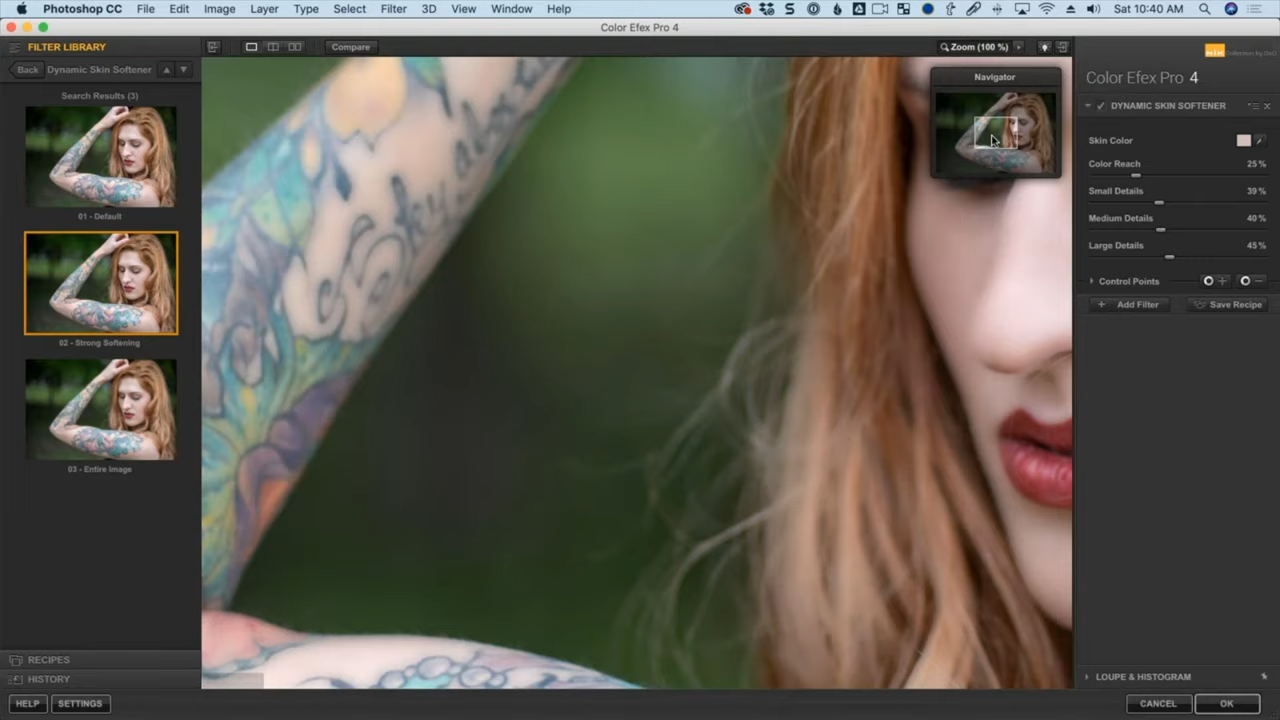 Photoshop CC File Edit Image Layer Type Select Filter 3D View Window Help Sat 10:40 AM
Color Efex Pro 4
FILTER LIBRARY
Compare
Zoom (100 %)
Back Dynamic Skin Softener
Search Results (3)
01 - Default
02 - Strong Softening
03 - Entire Image
RECIPES
HISTORY
HELP SETTINGS
Navigator
Color Efex Pro 4
DYNAMIC SKIN SOFTENER
Skin Color
Color Reach 25 %
Small Details 39 %
Medium Details 40 %
Large Details 45 %
Control Points
Add Filter Save Recipe
LOUPE & HISTOGRAM
CANCEL OK